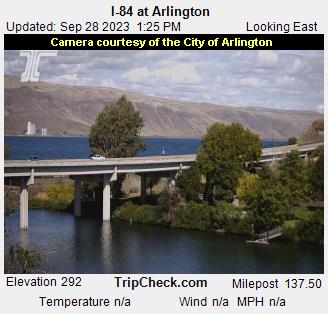 I-84 at Arlington
Updated: Sep 28 2023 1:25 PM Looking East
Camera courtesy of the City of Arlington
Elevation 292 TripCheck.com Milepost 137.50
Temperature n/a Wind n/a MPH n/a